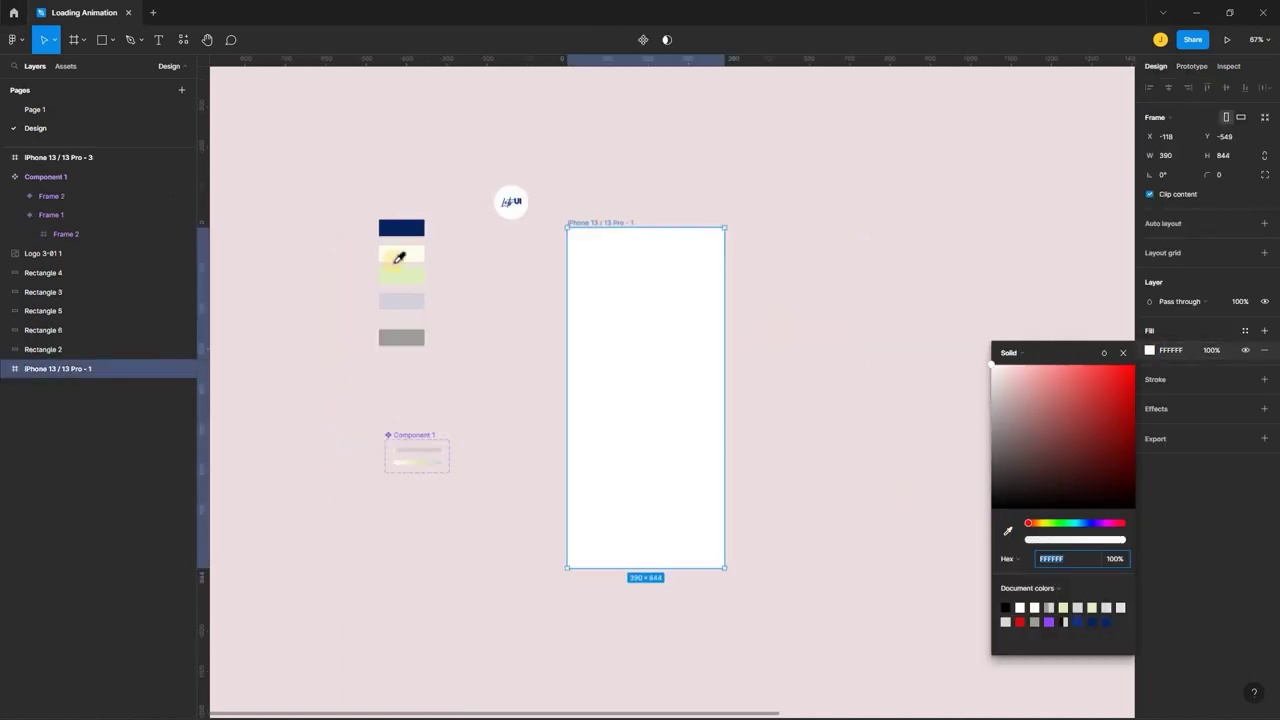 Loading Animation
Share
67%
Layers
Assets
Design
Design
Prototype
Inspect
Pages
Page 1
Design
iPhone 13 / 13 Pro - 3
Component 1
Frame 2
Frame 1
Frame 2
Logo 3-01 1
Rectangle 4
Rectangle 3
Rectangle 5
Rectangle 6
Rectangle 2
iPhone 13 / 13 Pro - 1
UI
iPhone 13 / 13 Pro - 1
Component 1
390 × 844
Frame
X -118
Y -549
W 390
H 844
0°
0
Clip content
Auto layout
Layout grid
Layer
Pass through
100%
Fill
FFFFFF
100%
Stroke
Effects
Export
Solid
Hex
FFFFFF
100%
Document colors
?